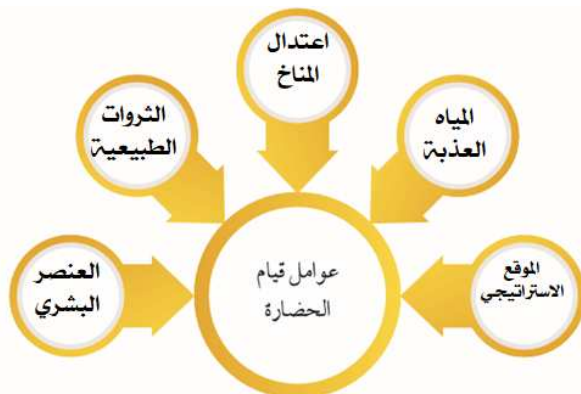 اعتدال
المناخ
المياه
العذبة
الثروات
الطبيعية
الموقع
الاستراتيجي
العنصر
البشري
عوامل قيام
الحضارة